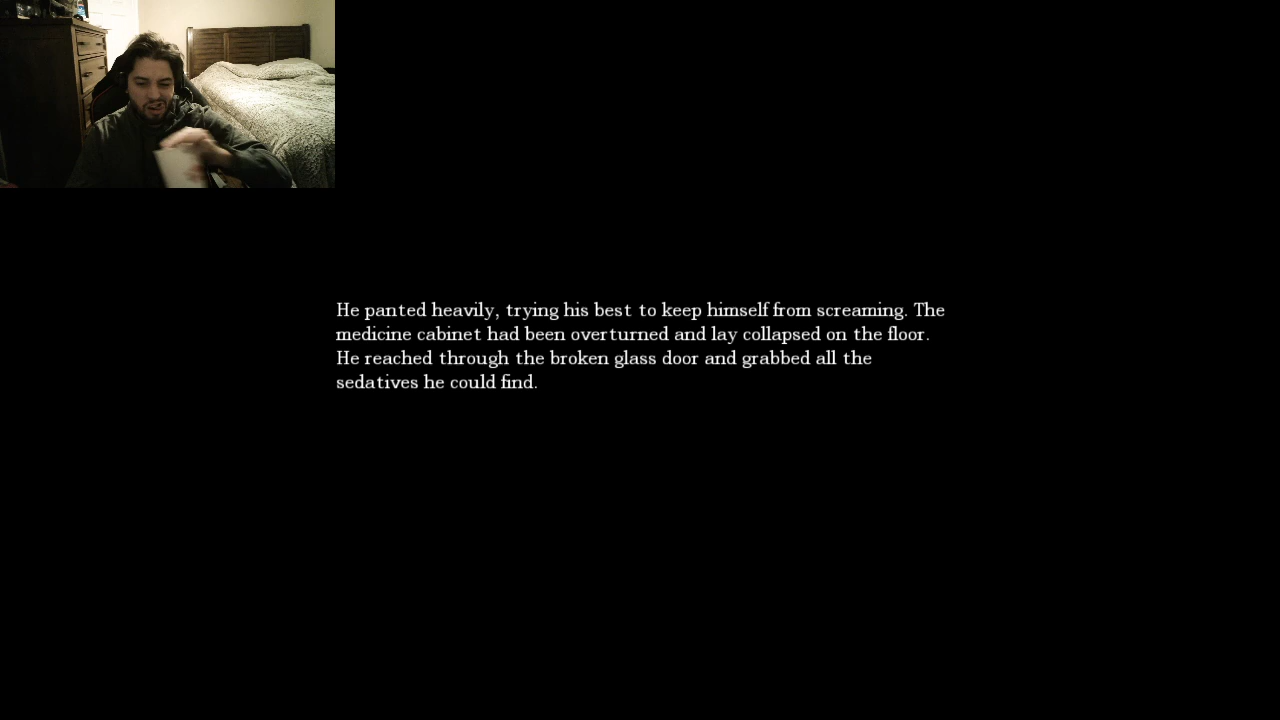 He panted heavily, trying his best to keep himself from screaming. The
medicine cabinet had been overturned and lay collapsed on the floor.
He reached through the broken glass door and grabbed all the
sedatives he could find.